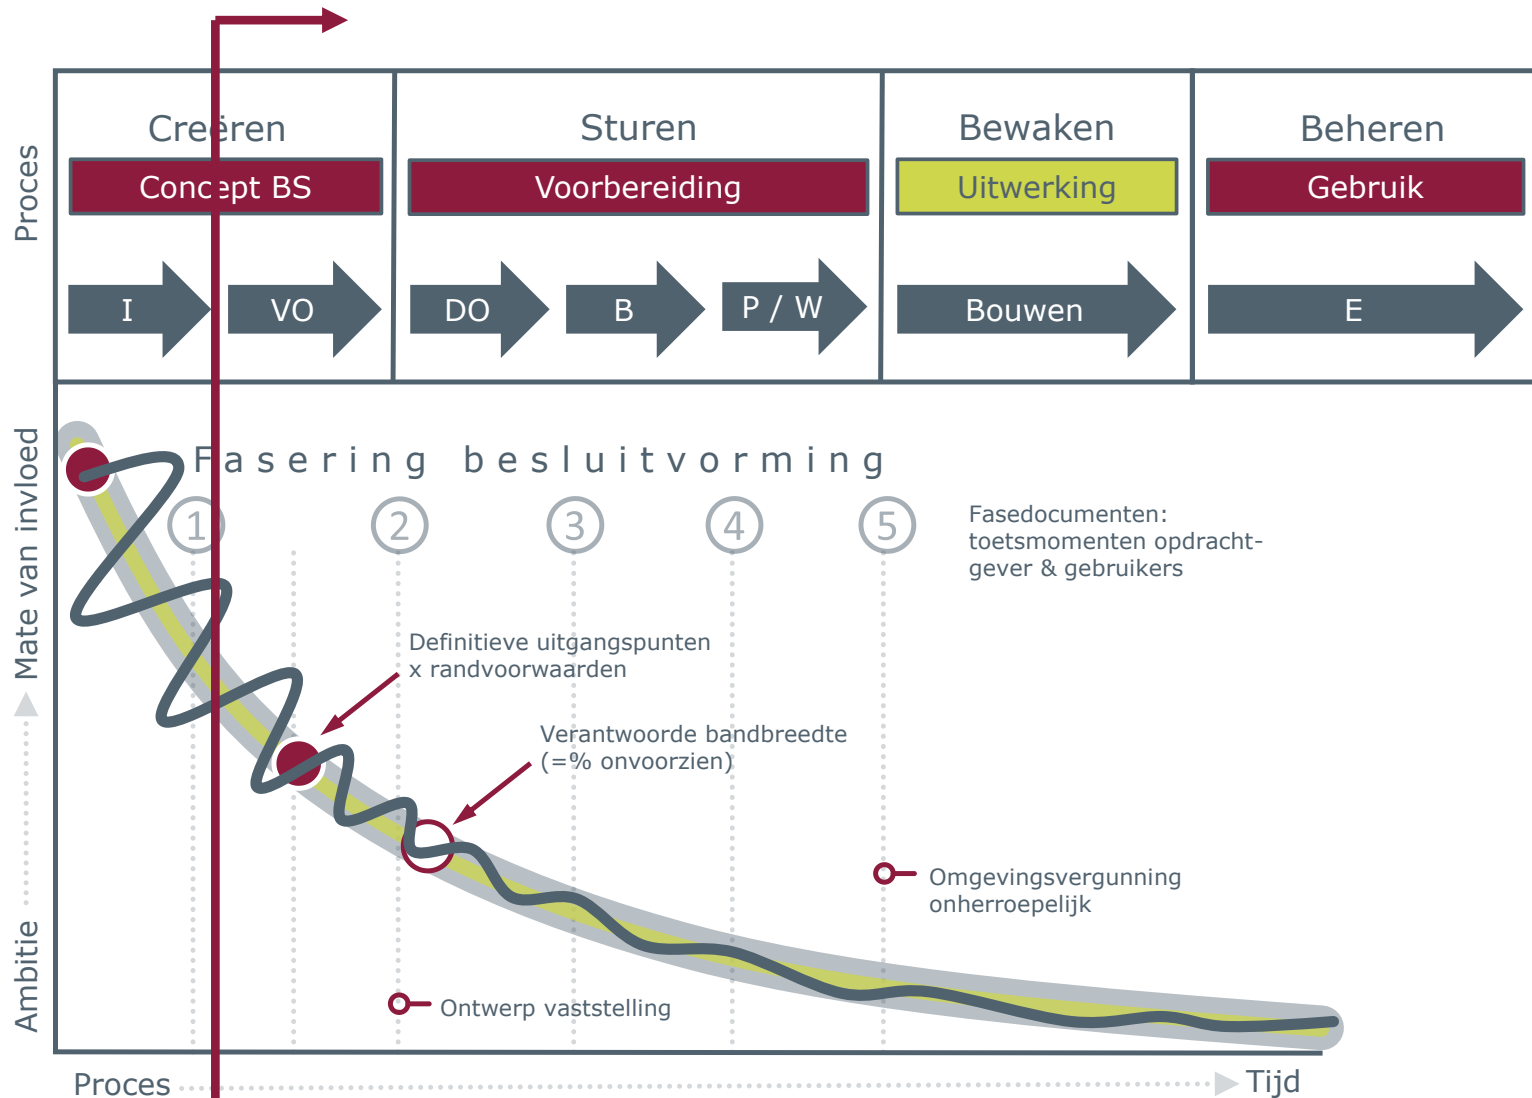 Proces
Creëren
Sturen
Bewaken
Beheren
Concept BS
Voorbereiding
Uitwerking
Gebruik
I
VO
DO
B
P / W
Bouwen
E
Mate van invloed
Ambitie
Fasering besluitvorming
1
2
3
4
5
Fasedocumenten:
toetsmomenten opdracht-
gever & gebruikers
Definitieve uitgangspunten
x randvoorwaarden
Verantwoorde bandbreedte
(=% onvoorzien)
Omgevingsvergunning
onherroepelijk
Ontwerp vaststelling
Proces
Tijd